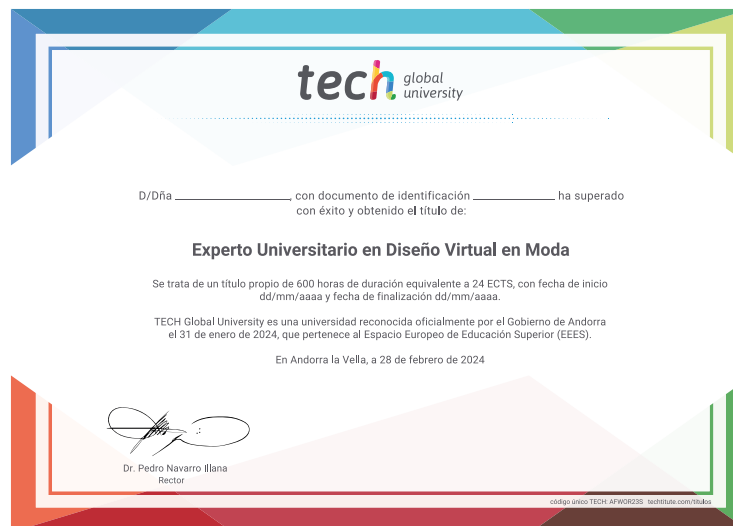 tech global
university
D/Dña ____________________, con documento de identificación ______________ ha superado
con éxito y obtenido el título de:
Experto Universitario en Diseño Virtual en Moda
Se trata de un título propio de 600 horas de duración equivalente a 24 ECTS, con fecha de inicio
dd/mm/aaaa y fecha de finalización dd/mm/aaaa.
TECH Global University es una universidad reconocida oficialmente por el Gobierno de Andorra
el 31 de enero de 2024, que pertenece al Espacio Europeo de Educación Superior (EEES).
En Andorra la Vella, a 28 de febrero de 2024
Dr. Pedro Navarro Illana
Rector
código único TECH: AFWOR23S techtitute.com/titulos